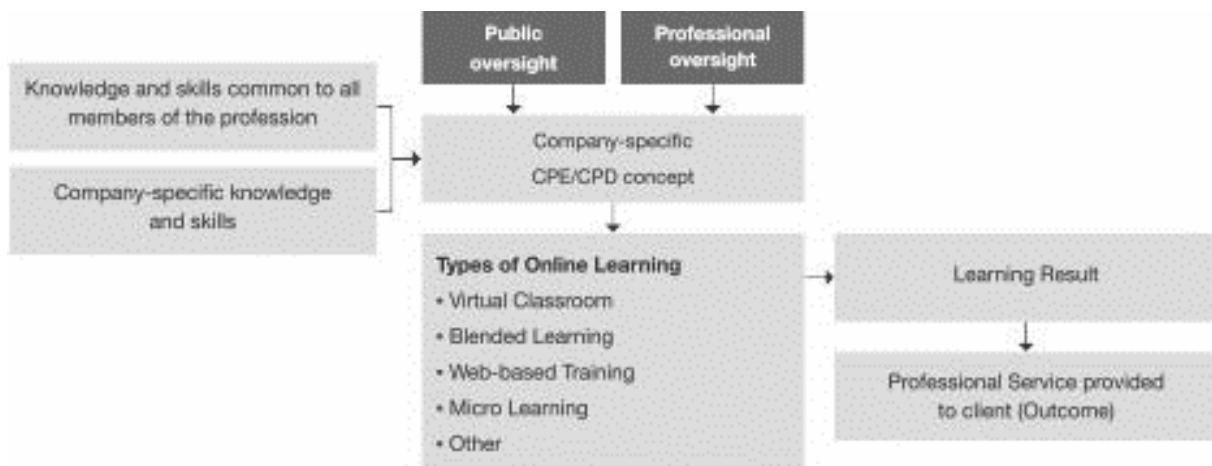 Public
oversight
Professional
oversight
Knowledge and skills common to all
members of the profession
Company-specific knowledge
and skills
Company-specific
CPE/CPD concept
Types of Online Learning
• Virtual Classroom
• Blended Learning
• Web-based Training
• Micro Learning
• Other
Learning Result
Professional Service provided
to client (Outcome)